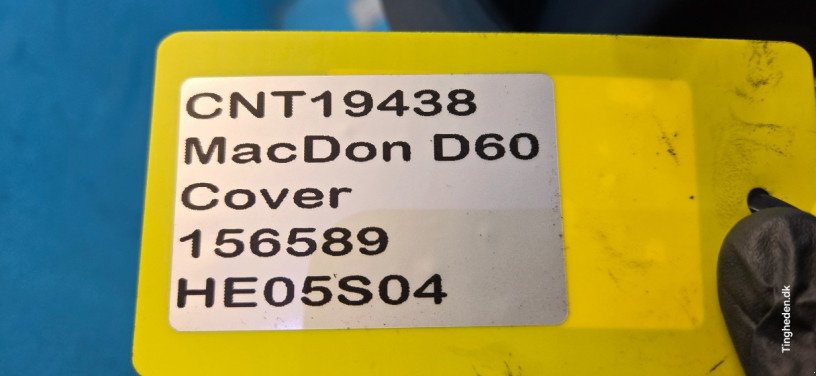 CNT19438
MacDon D60
Cover
156589
HE05S04
Tingheden.dk